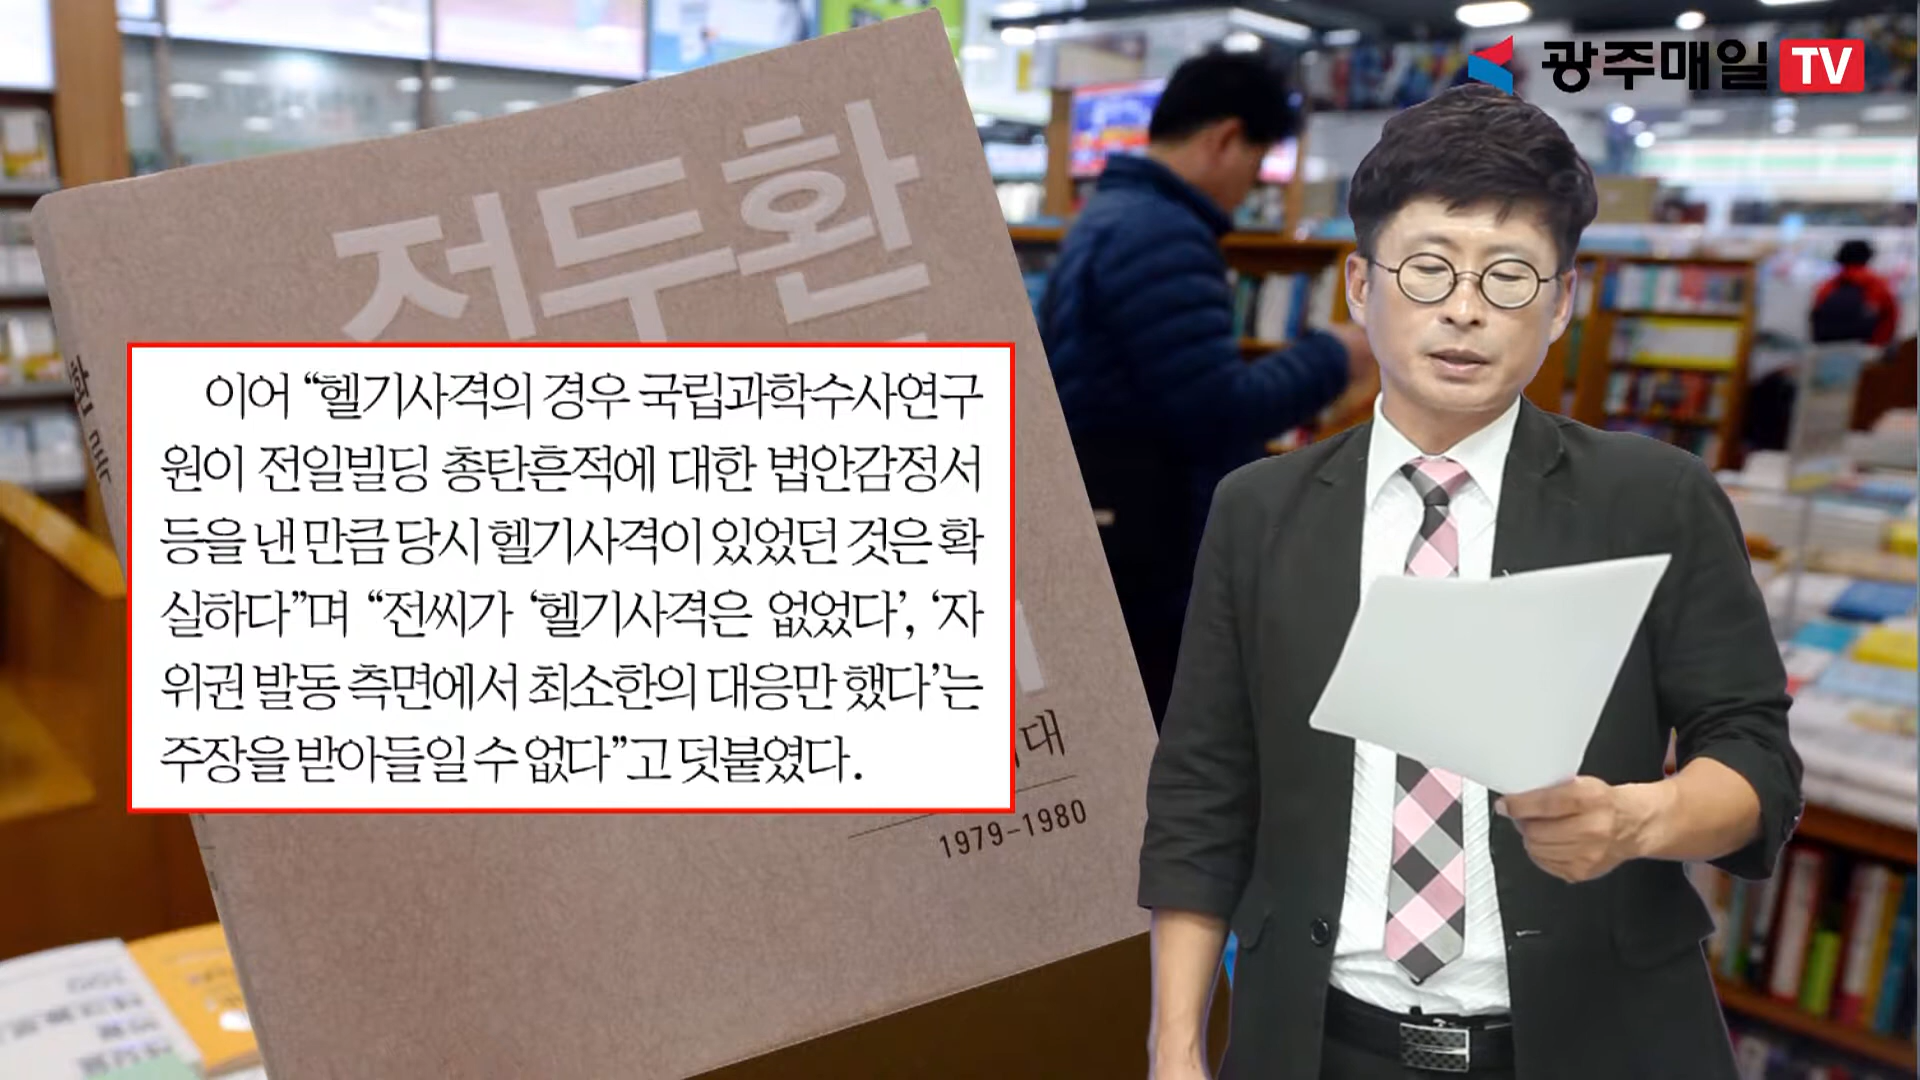 광주매일 TV
전두환
이어 “헬기사격의 경우 국립과학수사연구
원이 전일빌딩 총탄흔적에 대한 법안감정서
등을 낸 만큼 당시 헬기사격이 있었던 것은 확
실하다”며 “전씨가 ‘헬기사격은 없었다’, ‘자
위권 발동 측면에서 최소한의 대응만 했다’는
주장을 받아들일 수 없다”고 덧붙였다.
대
1979-1980